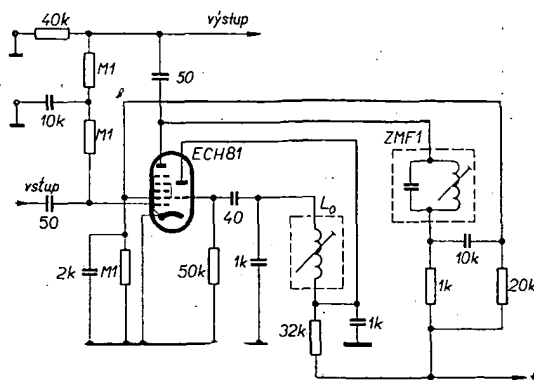 40k
výstup
M1
50
10k
M1
ECH81
ZMF1
vstup
50
40
L₀
10k
2k
M1
50k
1k
1k
20k
32k
1k
+